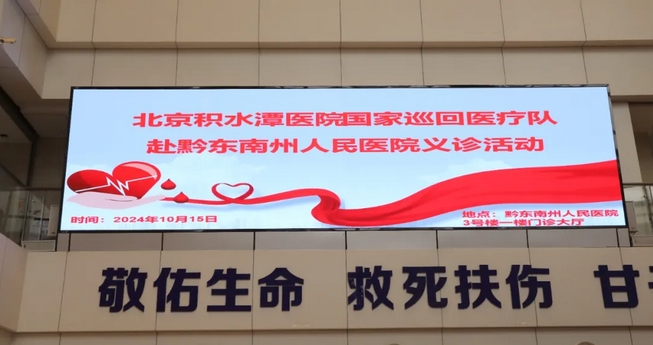 北京积水潭医院国家巡回医疗队
赴黔东南州人民医院义诊活动
时间：2024年10月15日
地点：黔东南州人民医院
3号楼一楼门诊大厅
敬佑生命 救死扶伤 甘